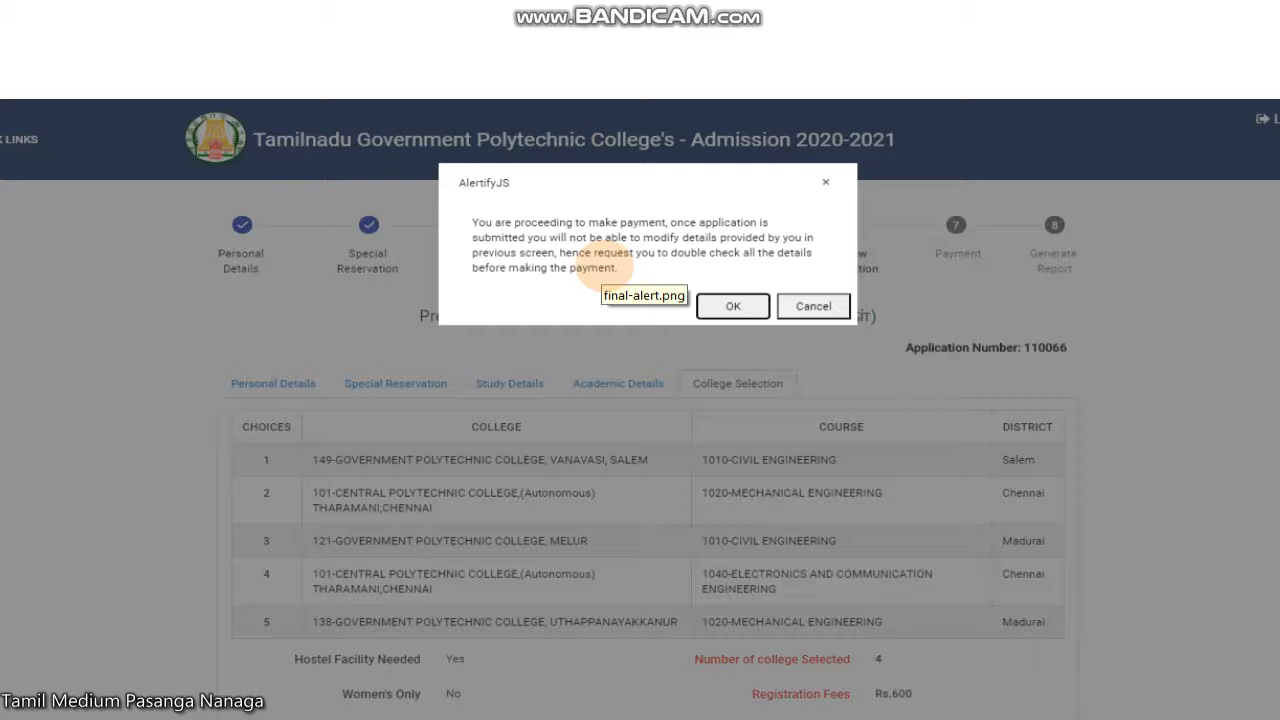 www.BANDICAM.com
LINKS
Tamilnadu Government Polytechnic College's - Admission 2020-2021
AlertifyJS
×
You are proceeding to make payment, once application is
submitted you will not be able to modify details provided by you in
previous screen, hence request you to double check all the details
before making the payment.
final-alert.png
OK
Cancel
7
8
Personal
Details
Special
Reservation
Payment
Generate
Report
Application Number: 110066
Personal Details
Special Reservation
Study Details
Academic Details
College Selection
CHOICES COLLEGE COURSE DISTRICT
1 149-GOVERNMENT POLYTECHNIC COLLEGE, VANAVASI, SALEM 1010-CIVIL ENGINEERING Salem
2 101-CENTRAL POLYTECHNIC COLLEGE,(Autonomous) 1020-MECHANICAL ENGINEERING Chennai
THARAMANI,CHENNAI
3 121-GOVERNMENT POLYTECHNIC COLLEGE, MELUR 1010-CIVIL ENGINEERING Madurai
4 101-CENTRAL POLYTECHNIC COLLEGE,(Autonomous) 1040-ELECTRONICS AND COMMUNICATION Chennai
THARAMANI,CHENNAI ENGINEERING
5 138-GOVERNMENT POLYTECHNIC COLLEGE, UTHAPPANAYAKKANUR 1020-MECHANICAL ENGINEERING Madurai
Hostel Facility Needed Yes Number of college Selected 4
Women's Only No Registration Fees Rs.600
Tamil Medium Pasanga Nanaga